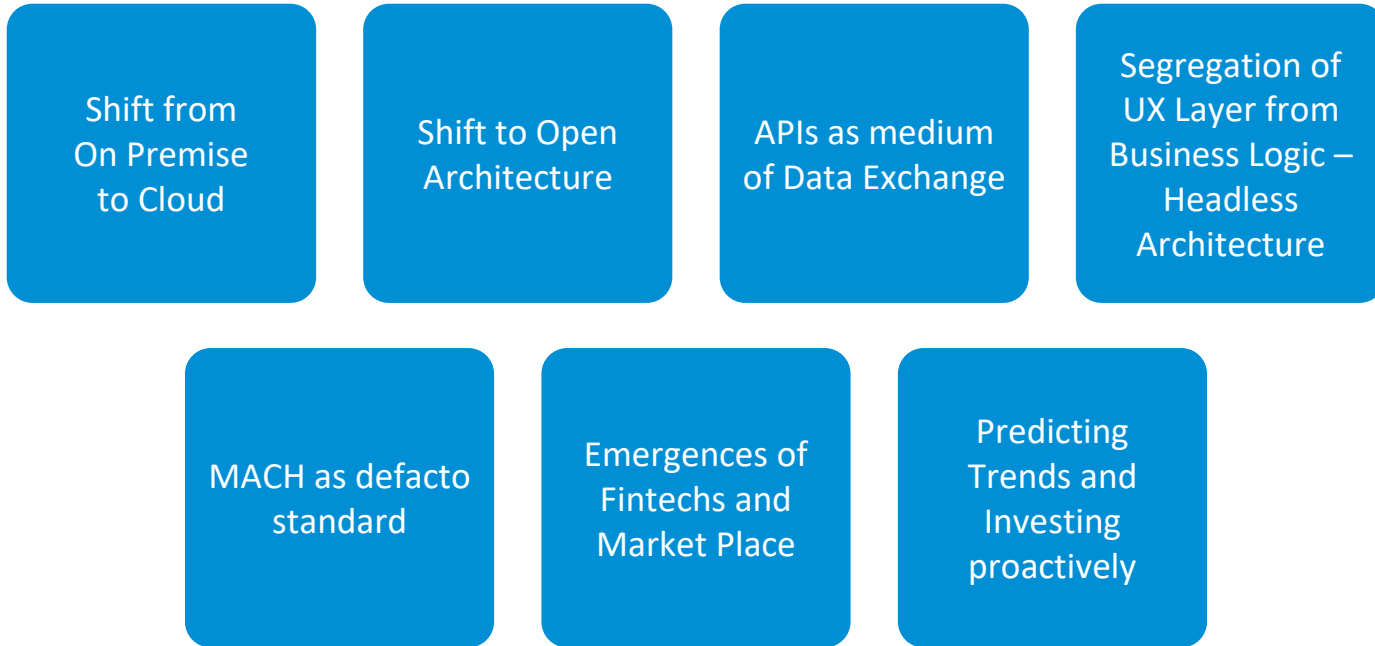 Shift from
On Premise
to Cloud
Shift to Open
Architecture
APIs as medium
of Data Exchange
Segregation of
UX Layer from
Business Logic –
Headless
Architecture
MACH as defacto
standard
Emergences of
Fintechs and
Market Place
Predicting
Trends and
Investing
proactively